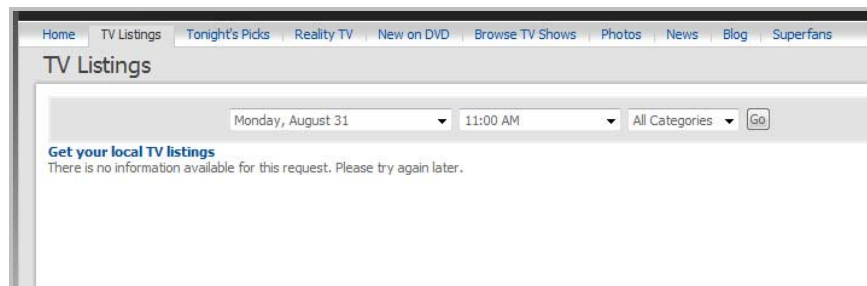 Home TV Listings Tonight's Picks Reality TV New on DVD Browse TV Shows Photos News Blog Superfans
TV Listings
Monday, August 31 11:00 AM All Categories Go
Get your local TV listings
There is no information available for this request. Please try again later.